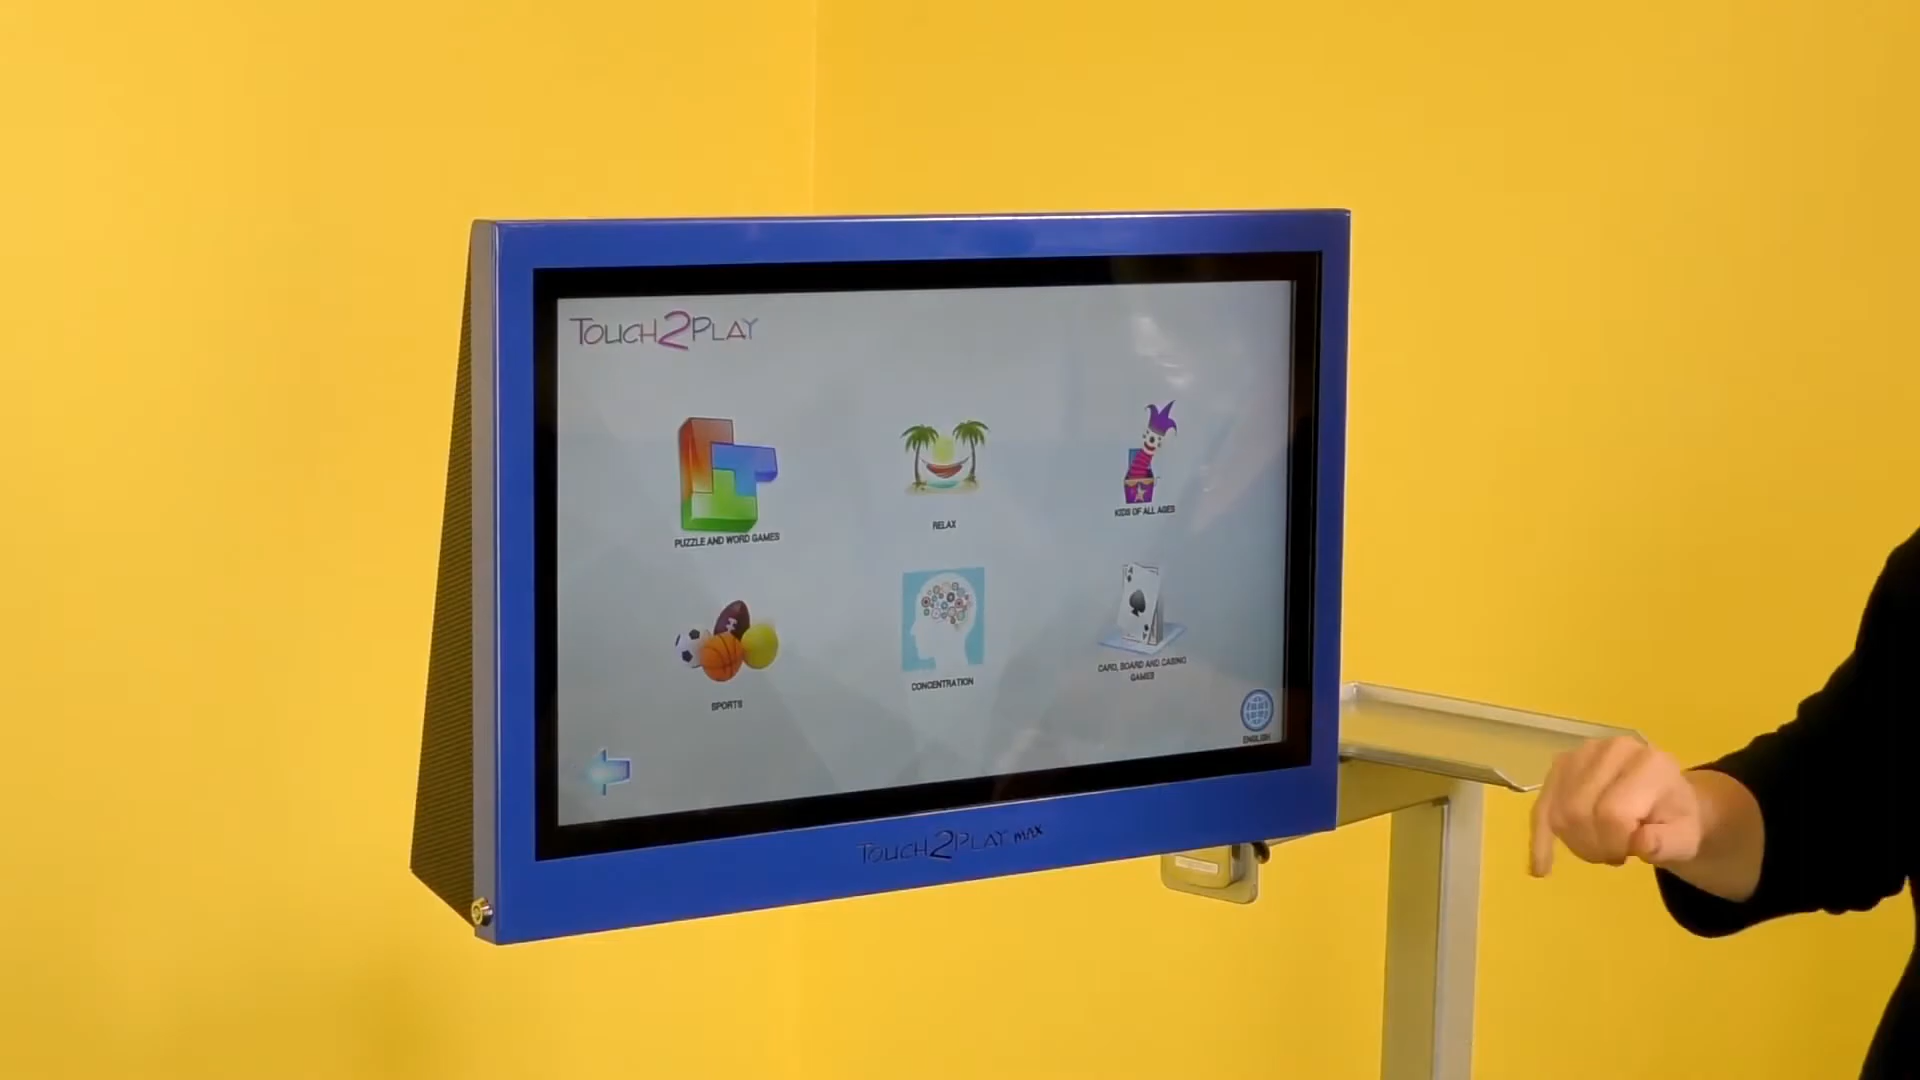 TOUCH2PLAY
PUZZLE AND WORD GAMES
RELAX
KIDS OF ALL AGES
SPORTS
CONCENTRATION
A
CARD, BOARD AND CASINO
GAMES
ENGLISH
TOUCH2PLAY MAX